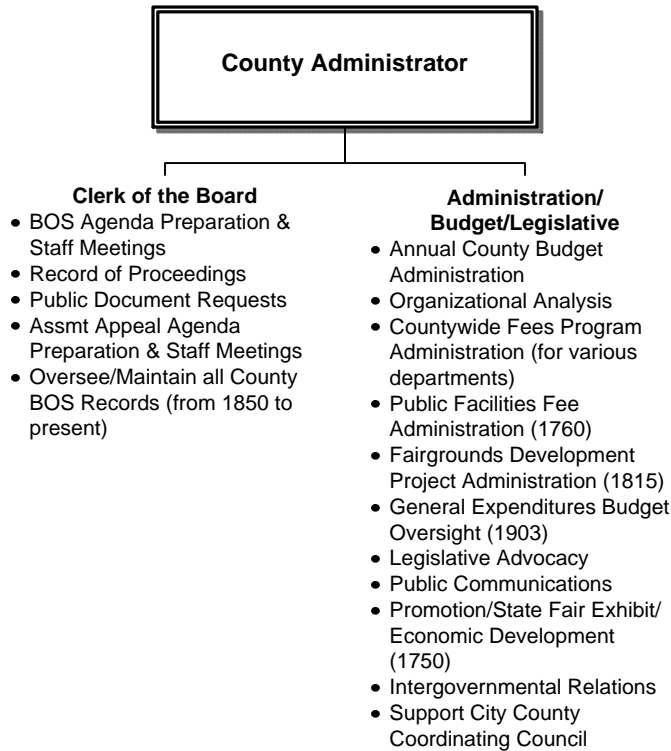 County Administrator
Clerk of the Board
• BOS Agenda Preparation &
Staff Meetings
• Record of Proceedings
• Public Document Requests
• Assmt Appeal Agenda
Preparation & Staff Meetings
• Oversee/Maintain all County
BOS Records (from 1850 to
present)
Administration/
Budget/Legislative
• Annual County Budget
Administration
• Organizational Analysis
• Countywide Fees Program
Administration (for various
departments)
• Public Facilities Fee
Administration (1760)
• Fairgrounds Development
Project Administration (1815)
• General Expenditures Budget
Oversight (1903)
• Legislative Advocacy
• Public Communications
• Promotion/State Fair Exhibit/
Economic Development
(1750)
• Intergovernmental Relations
• Support City County
Coordinating Council